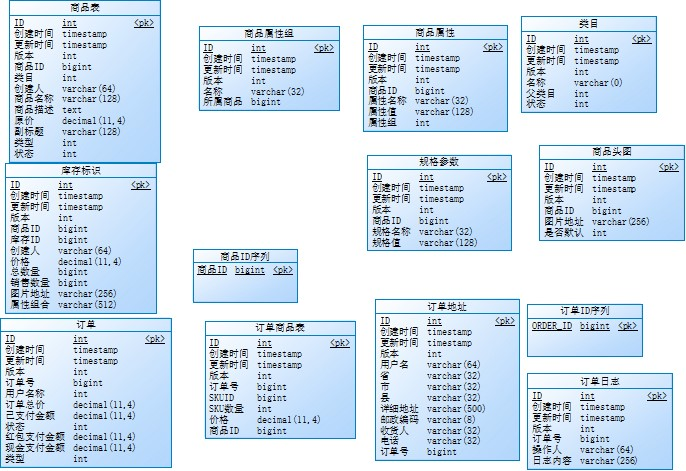 商品表
ID int <pk>
创建时间 timestamp
更新时间 timestamp
版本 int
商品ID bigint
类目 int
创建人 varchar(64)
商品名称 varchar(128)
商品描述 text
原价 decimal(11,4)
副标题 varchar(128)
类型 int
状态 int
商品属性组
ID int <pk>
创建时间 timestamp
更新时间 timestamp
版本 int
名称 varchar(32)
所属商品 bigint
商品属性
ID int <pk>
创建时间 timestamp
更新时间 timestamp
版本 int
商品ID bigint
属性名称 varchar(32)
属性值 varchar(128)
属性组 int
类目
ID int <pk>
创建时间 timestamp
更新时间 timestamp
版本 int
名称 varchar(0)
父类目 int
状态 int
库存标识
ID int <pk>
创建时间 timestamp
更新时间 timestamp
版本 int
商品ID bigint
库存ID bigint
创建人 varchar(64)
价格 decimal(11,4)
总数量 bigint
销售数量 bigint
图片地址 varchar(256)
属性组合 varchar(512)
商品ID序列
商品ID bigint <pk>
规格参数
ID int <pk>
创建时间 timestamp
更新时间 timestamp
版本 int
商品ID bigint
规格名称 varchar(32)
规格值 varchar(128)
商品头图
ID int <pk>
创建时间 timestamp
更新时间 timestamp
版本 int
商品ID bigint
图片地址 varchar(256)
是否默认 int
订单
ID int <pk>
创建时间 timestamp
更新时间 timestamp
版本 int
订单号 bigint
用户名称 int
订单总价 decimal(11,4)
已支付金额 decimal(11,4)
状态 int
红包支付金额 decimal(11,4)
现金支付金额 decimal(11,4)
类型 int
订单商品表
ID int <pk>
创建时间 timestamp
更新时间 timestamp
版本 int
订单号 bigint
SKUID bigint
SKU数量 int
价格 decimal(11,4)
商品ID bigint
订单地址
ID int <pk>
创建时间 timestamp
更新时间 timestamp
版本 int
用户名 varchar(64)
省 varchar(32)
市 varchar(32)
县 varchar(32)
详细地址 varchar(500)
邮政编码 varchar(8)
收货人 varchar(32)
电话 varchar(32)
订单号 bigint
订单ID序列
ORDER_ID bigint <pk>
订单日志
ID int <pk>
创建时间 timestamp
更新时间 timestamp
版本 int
订单号 bigint
操作人 varchar(64)
日志内容 varchar(256)